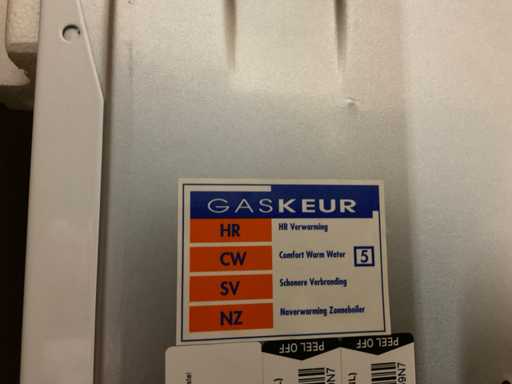 GASKEUR
HR HR Verwarming
CW Comfort Warm Water 5
SV Schonere Verbranding
NZ Naverwarming Zonneboiler
PEEL OFF PEEL OFF